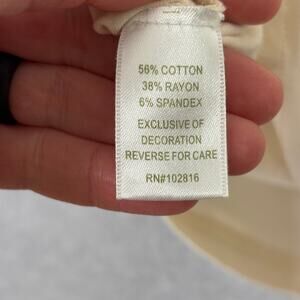 56% COTTON
38% RAYON
6% SPANDEX
EXCLUSIVE OF
DECORATION
REVERSE FOR CARE
RN#102816